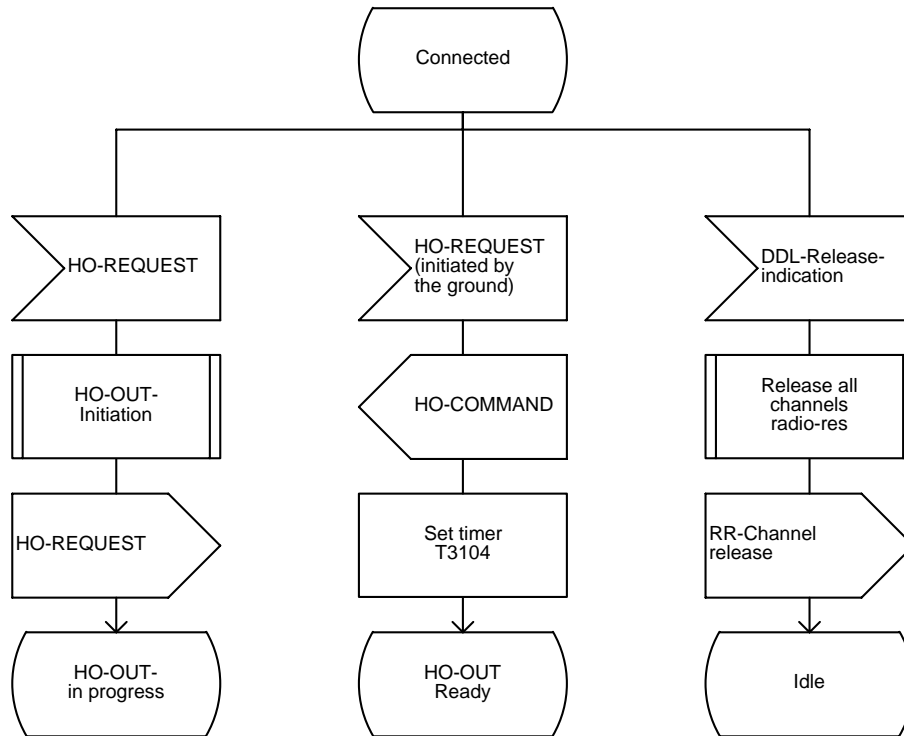 Connected
HO-REQUEST
HO-REQUEST
(initiated by
the ground)
DDL-Release-
indication
HO-OUT-
Initiation
HO-COMMAND
Release all
channels
radio-res
HO-REQUEST
Set timer
T3104
RR-Channel
release
HO-OUT-
in progress
HO-OUT
Ready
Idle